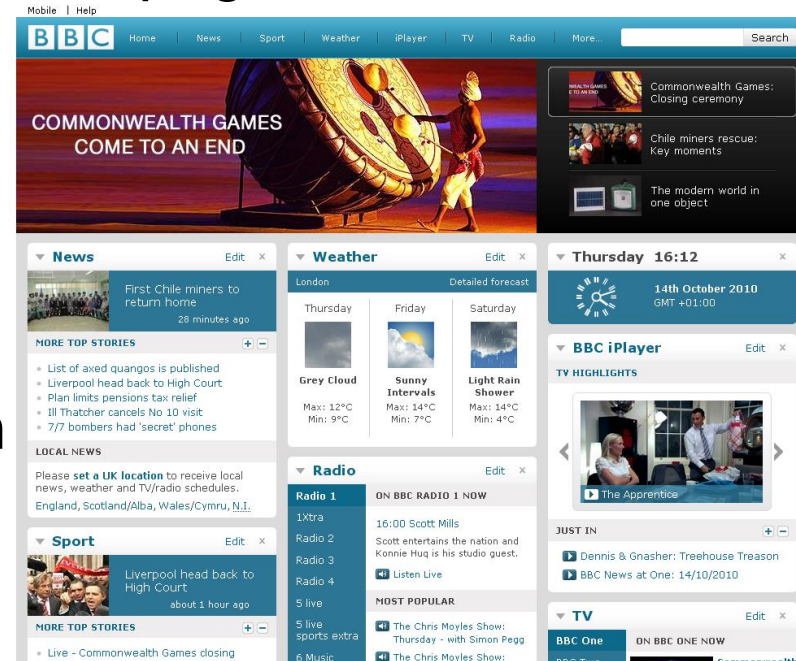 Mobile | Help
BBC Home News Sport Weather iPlayer TV Radio More... Search
COMMONWEALTH GAMES
COME TO AN END
Commonwealth Games:
Closing ceremony
Chile miners rescue:
Key moments
The modern world in
one object
News Edit x
First Chile miners to
return home
28 minutes ago
MORE TOP STORIES + −
List of axed quangos is published
Liverpool head back to High Court
Plan limits pensions tax relief
Ill Thatcher cancels No 10 visit
7/7 bombers had 'secret' phones
LOCAL NEWS
Please set a UK location to receive local
news, weather and TV/radio schedules.
England, Scotland/Alba, Wales/Cymru, N.I.
Sport Edit x
Liverpool head back to
High Court
about 1 hour ago
MORE TOP STORIES + −
Live - Commonwealth Games closing
Weather Edit x
London Detailed forecast
Thursday Friday Saturday
Grey Cloud Sunny Intervals Light Rain Shower
Max: 12°C Max: 14°C Max: 14°C
Min: 9°C Min: 7°C Min: 4°C
Radio Edit x
Radio 1
1Xtra
Radio 2
Radio 3
Radio 4
5 live
5 live
sports extra
6 Music
ON BBC RADIO 1 NOW
16:00 Scott Mills
Scott entertains the nation and
Konnie Huq is his studio guest.
Listen Live
MOST POPULAR
The Chris Moyles Show:
Thursday - with Simon Pegg
The Chris Moyles Show:
Thursday 16:12 x
14th October 2010
GMT +01:00
BBC iPlayer Edit x
TV HIGHLIGHTS
The Apprentice
JUST IN + −
Dennis & Gnasher: Treehouse Treason
BBC News at One: 14/10/2010
TV Edit x
BBC One
ON BBC ONE NOW